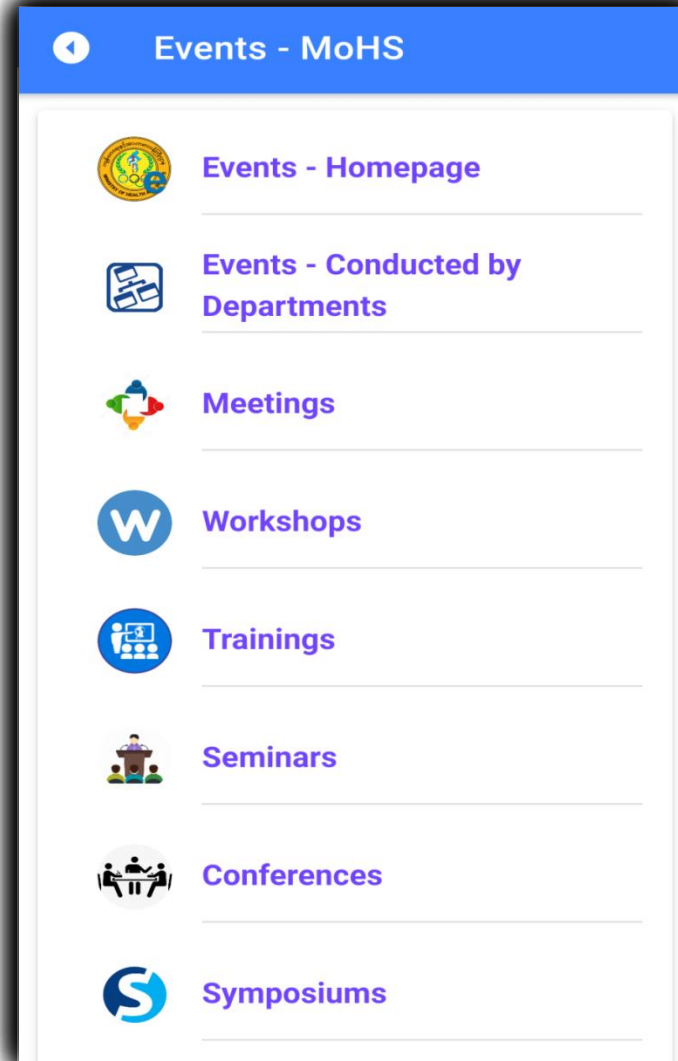 Events - MoHS
Events - Homepage
Events - Conducted by
Departments
Meetings
W
Workshops
Trainings
Seminars
Conferences
S
Symposiums